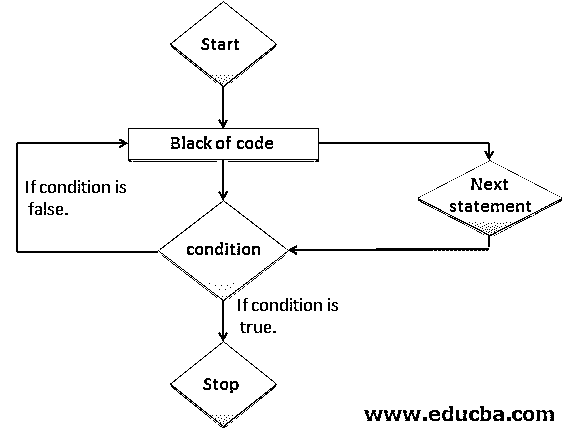 Start
Black of code
If condition is
false.
Next
statement
condition
If condition is
true.
Stop
www.educba.com